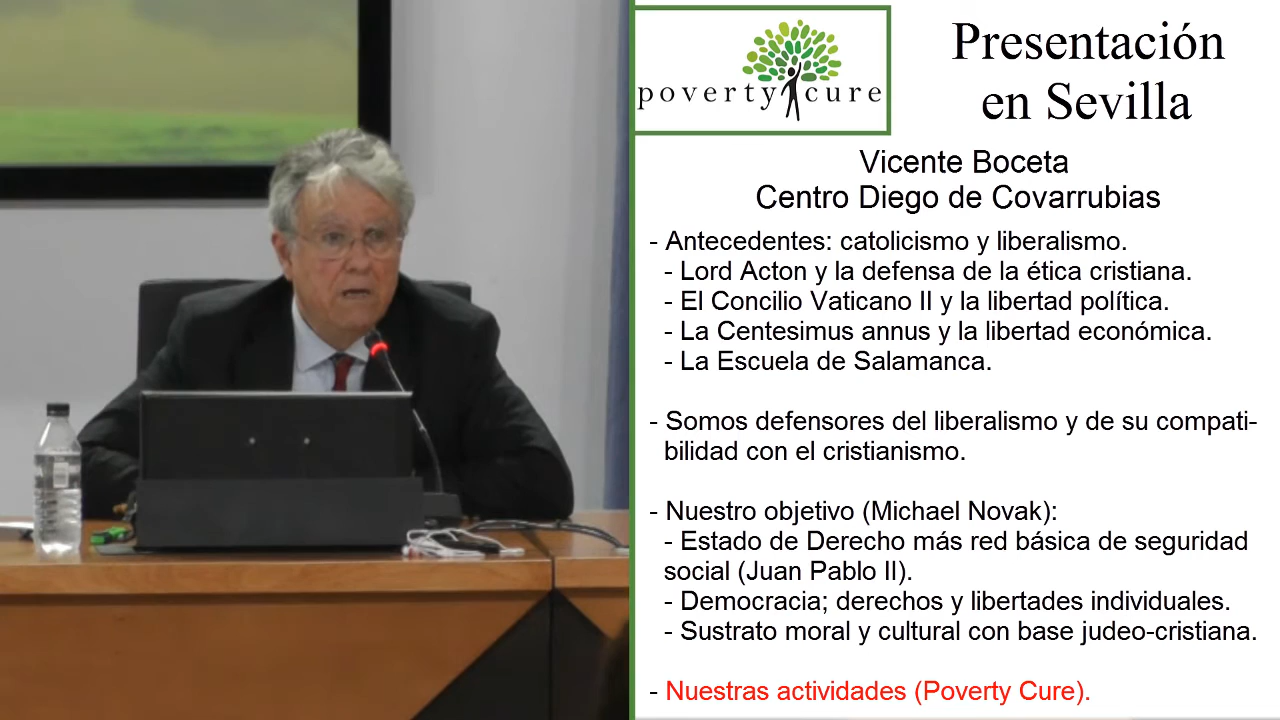 poverty cure
Presentación
en Sevilla
Vicente Boceta
Centro Diego de Covarrubias
- Antecedentes: catolicismo y liberalismo.
- Lord Acton y la defensa de la ética cristiana.
- El Concilio Vaticano II y la libertad política.
- La Centesimus annus y la libertad económica.
- La Escuela de Salamanca.
- Somos defensores del liberalismo y de su compati-
bilidad con el cristianismo.
- Nuestro objetivo (Michael Novak):
- Estado de Derecho más red básica de seguridad
social (Juan Pablo II).
- Democracia; derechos y libertades individuales.
- Sustrato moral y cultural con base judeo-cristiana.
- Nuestras actividades (Poverty Cure).